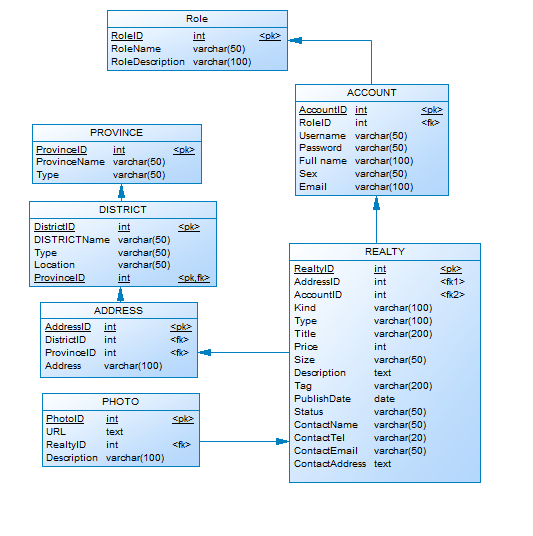 Role
RoleID int <pk>
RoleName varchar(50)
RoleDescription varchar(100)
ACCOUNT
AccountID int <pk>
RoleID int <fk>
Username varchar(50)
Password varchar(50)
Full name varchar(100)
Sex varchar(50)
Email varchar(100)
PROVINCE
ProvinceID int <pk>
ProvinceName varchar(50)
Type varchar(50)
DISTRICT
DistrictID int <pk>
DISTRICTName varchar(50)
Type varchar(50)
Location varchar(50)
ProvinceID int <pk,fk>
ADDRESS
AddressID int <pk>
DistrictID int <fk>
ProvinceID int <fk>
Address varchar(100)
PHOTO
PhotoID int <pk>
URL text
RealtyID int <fk>
Description varchar(100)
REALTY
RealtyID int <pk>
AddressID int <fk1>
AccountID int <fk2>
Kind varchar(100)
Type varchar(100)
Title varchar(200)
Price int
Size varchar(50)
Description text
Tag varchar(200)
PublishDate date
Status varchar(50)
ContactName varchar(50)
ContactTel varchar(20)
ContactEmail varchar(50)
ContactAddress text